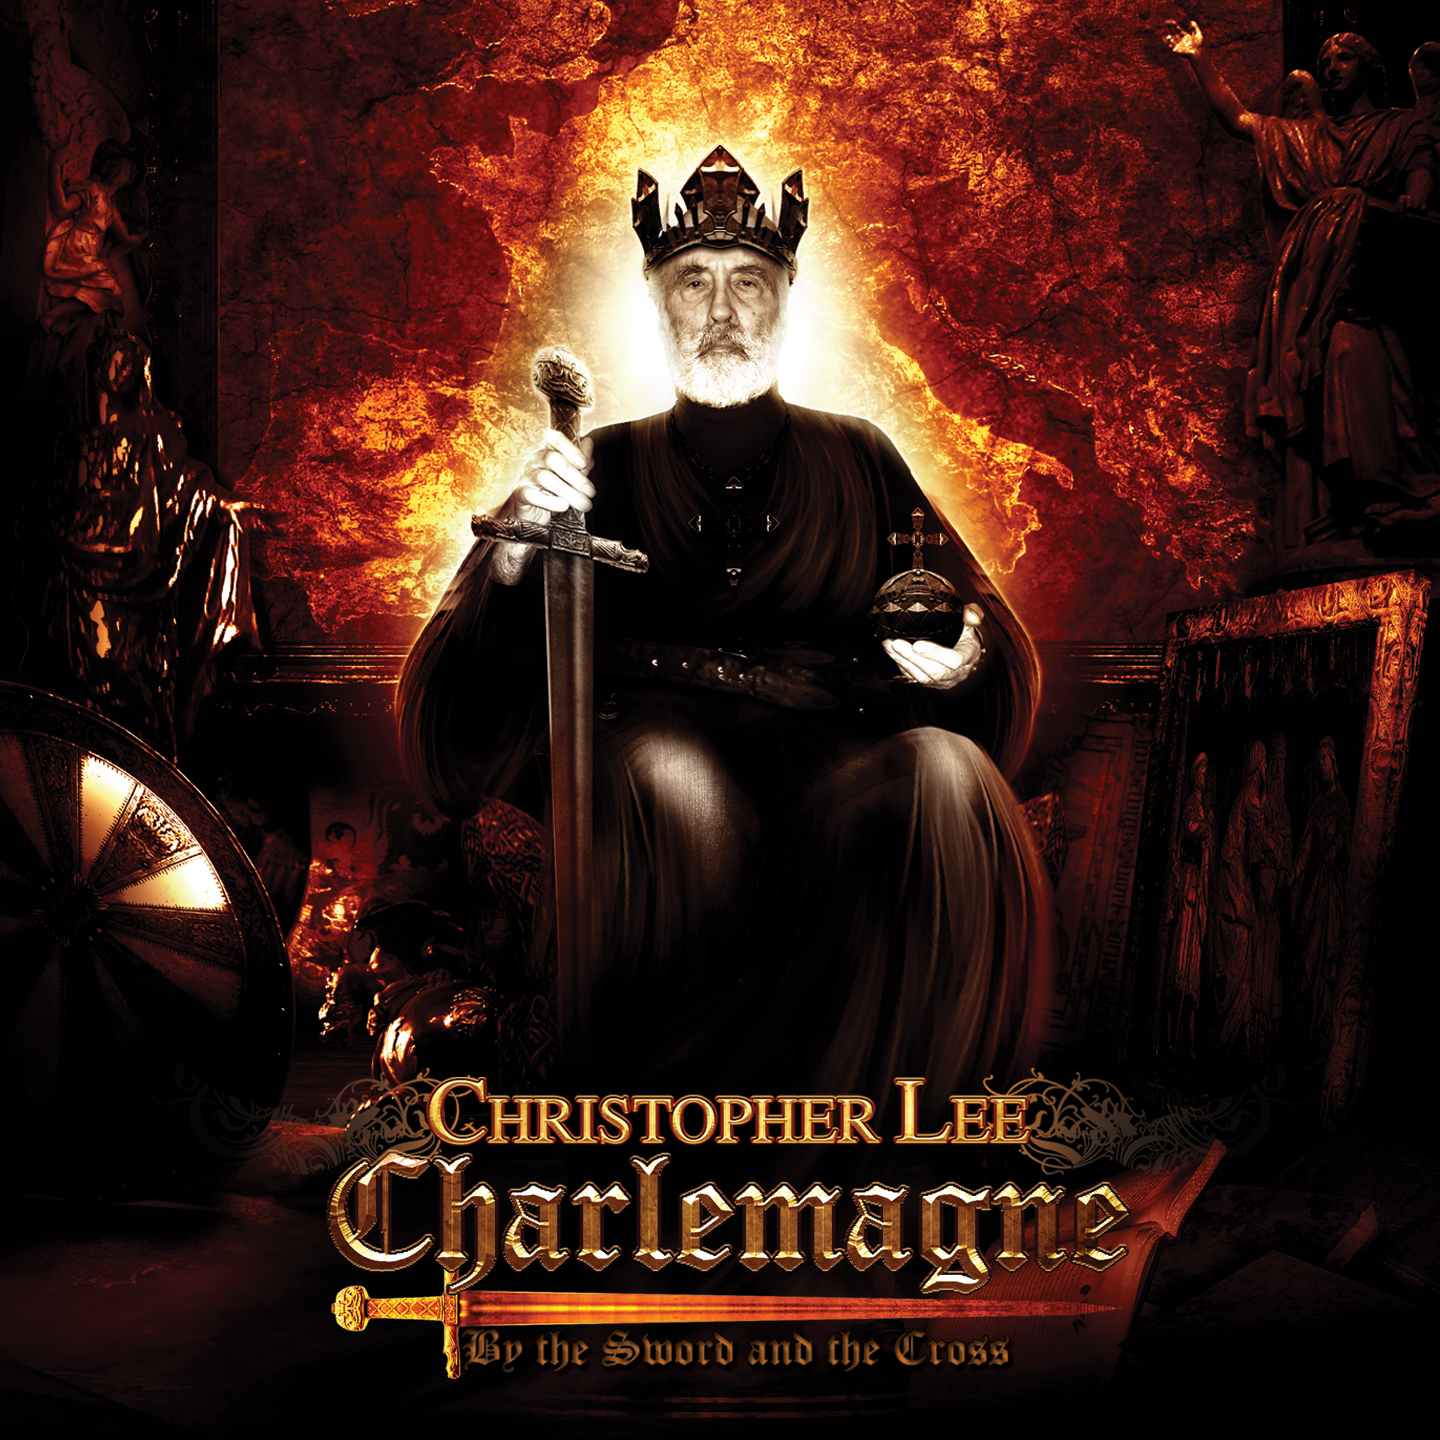 Christopher Lee
Charlemagne
By the Sword and the Cross